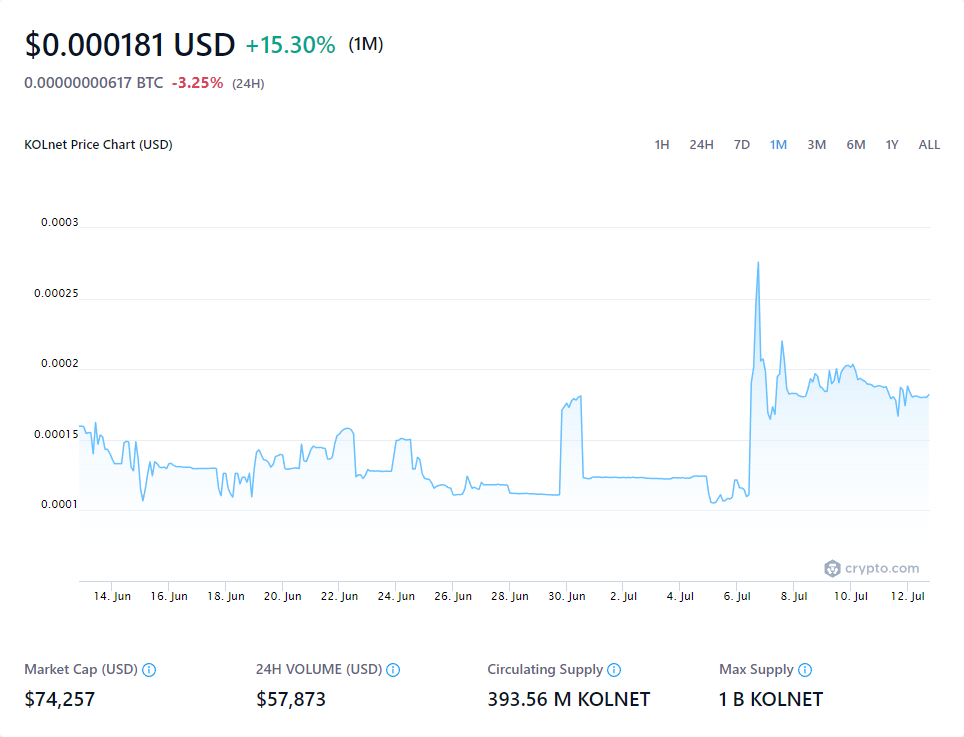 $0.000181 USD +15.30% (1M)
0.00000000617 BTC -3.25% (24H)
KOLnet Price Chart (USD)
1H 24H 7D 1M 3M 6M 1Y ALL
0.0003
0.00025
0.0002
0.00015
0.0001
crypto.com
14. Jun 16. Jun 18. Jun 20. Jun 22. Jun 24. Jun 26. Jun 28. Jun 30. Jun 2. Jul 4. Jul 6. Jul 8. Jul 10. Jul 12. Jul
Market Cap (USD) 24H VOLUME (USD) Circulating Supply Max Supply
$74,257 $57,873 393.56 M KOLNET 1 B KOLNET